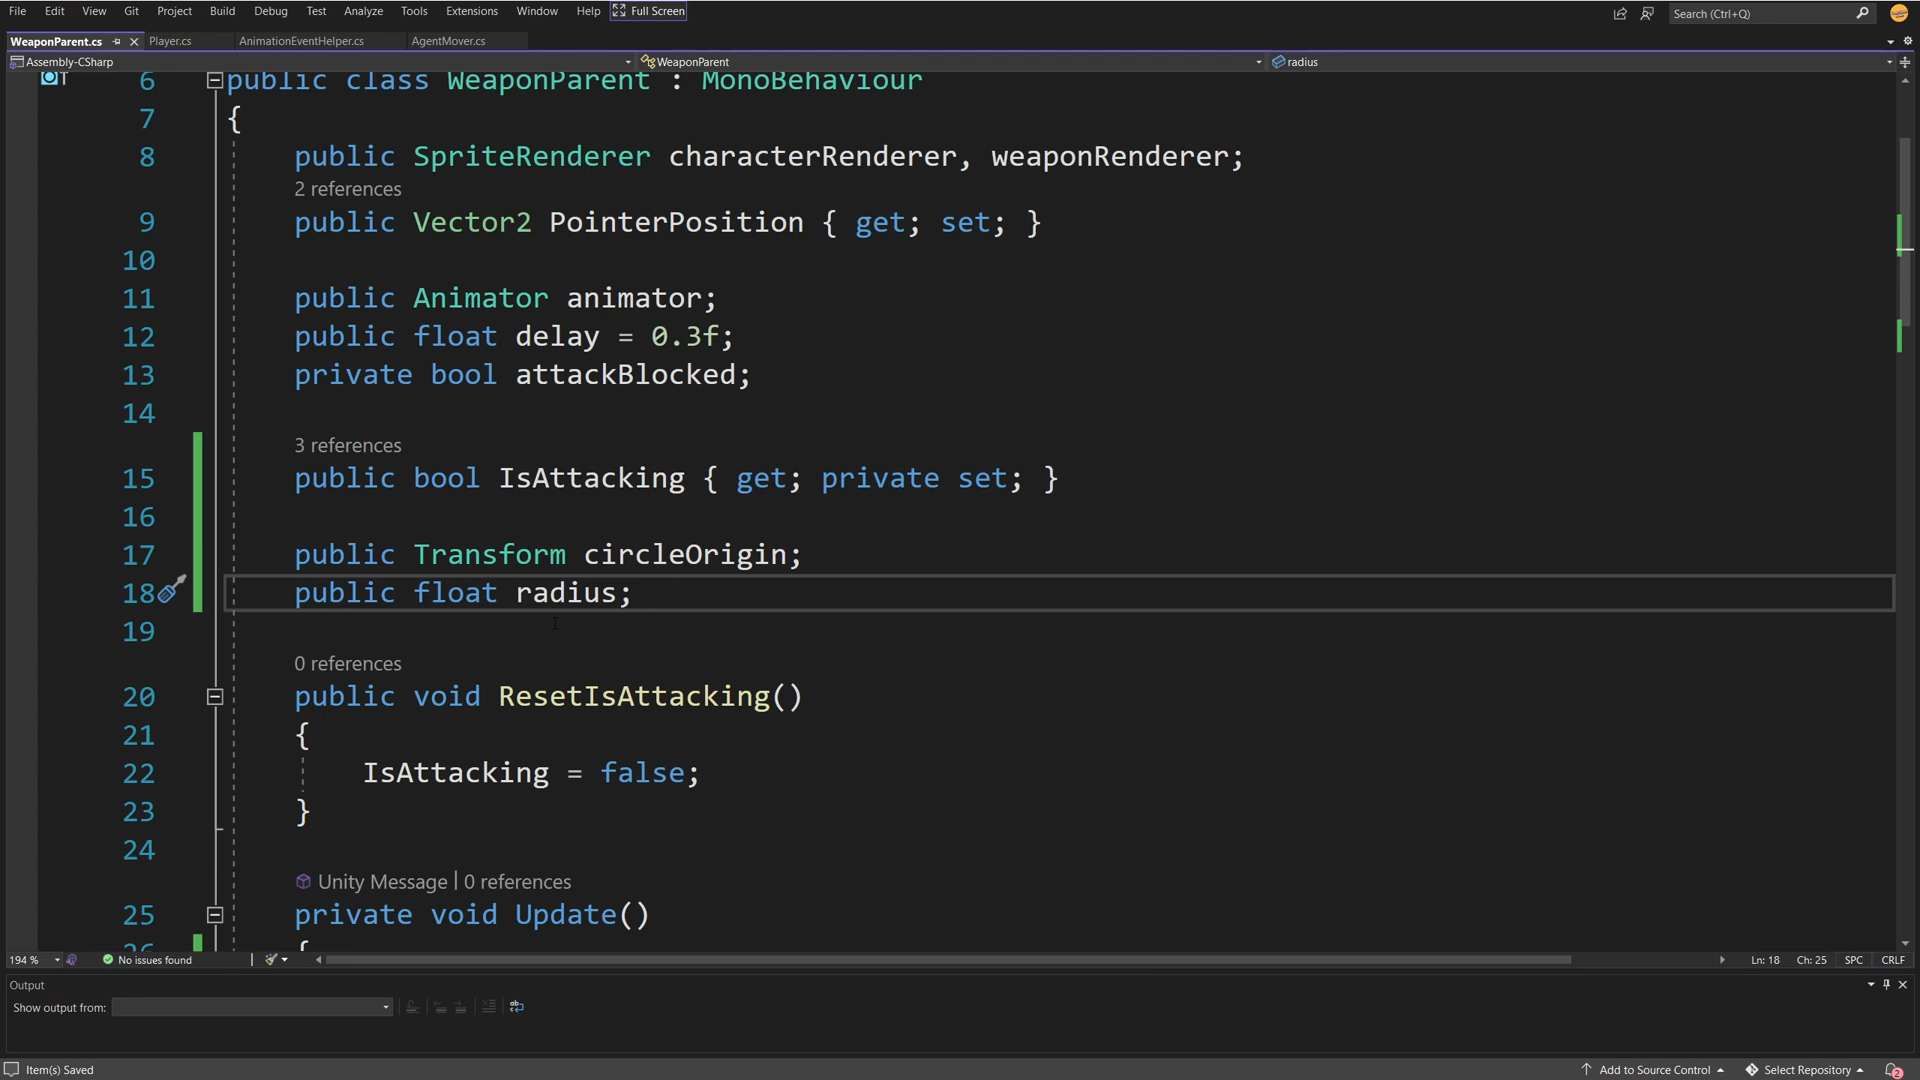 File Edit View Git Project Build Debug Test Analyze Tools Extensions Window Help Full Screen Search (Ctrl+Q)
WeaponParent.cs Player.cs AnimationEventHelper.cs AgentMover.cs
Assembly-CSharp WeaponParent radius
6 public class WeaponParent : MonoBehaviour
7 {
8 public SpriteRenderer characterRenderer, weaponRenderer;
2 references
9 public Vector2 PointerPosition { get; set; }
10
11 public Animator animator;
12 public float delay = 0.3f;
13 private bool attackBlocked;
14
3 references
15 public bool IsAttacking { get; private set; }
16
17 public Transform circleOrigin;
18 public float radius;
19
0 references
20 public void ResetIsAttacking()
21 {
22 IsAttacking = false;
23 }
24
Unity Message | 0 references
25 private void Update()
26 {
194 % No issues found Ln: 18 Ch: 25 SPC CRLF
Output
Show output from:
Item(s) Saved Add to Source Control Select Repository 2